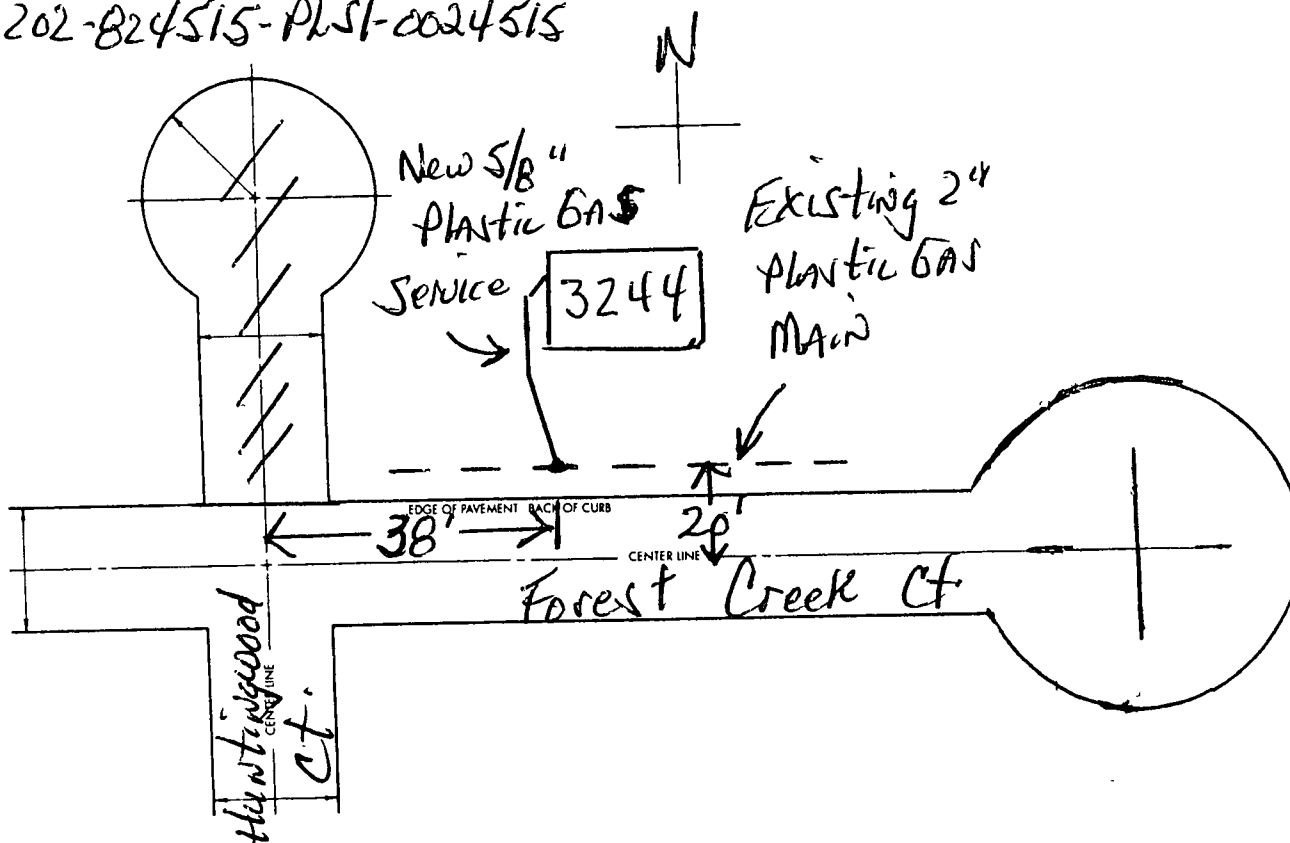 202-824515-PLS1-0024515
N
New 5/8"
Plastic GAS
Service
3244
Existing 2"
Plastic GAS
MAIN
EDGE OF PAVEMENT BACK OF CURB
38'
20'
CENTER LINE
Forest Creek Ct
Huntingwood
Ct.
CENTER LINE